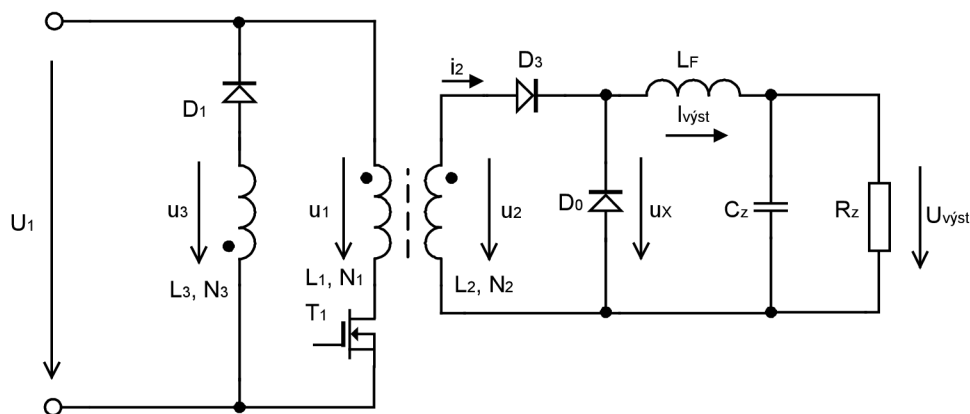 U1
D1
u3
L3, N3
u1
L1, N1
T1
u2
L2, N2
i2
D3
D0
uX
LF
Ivýst
Cz
Rz
Uvýst